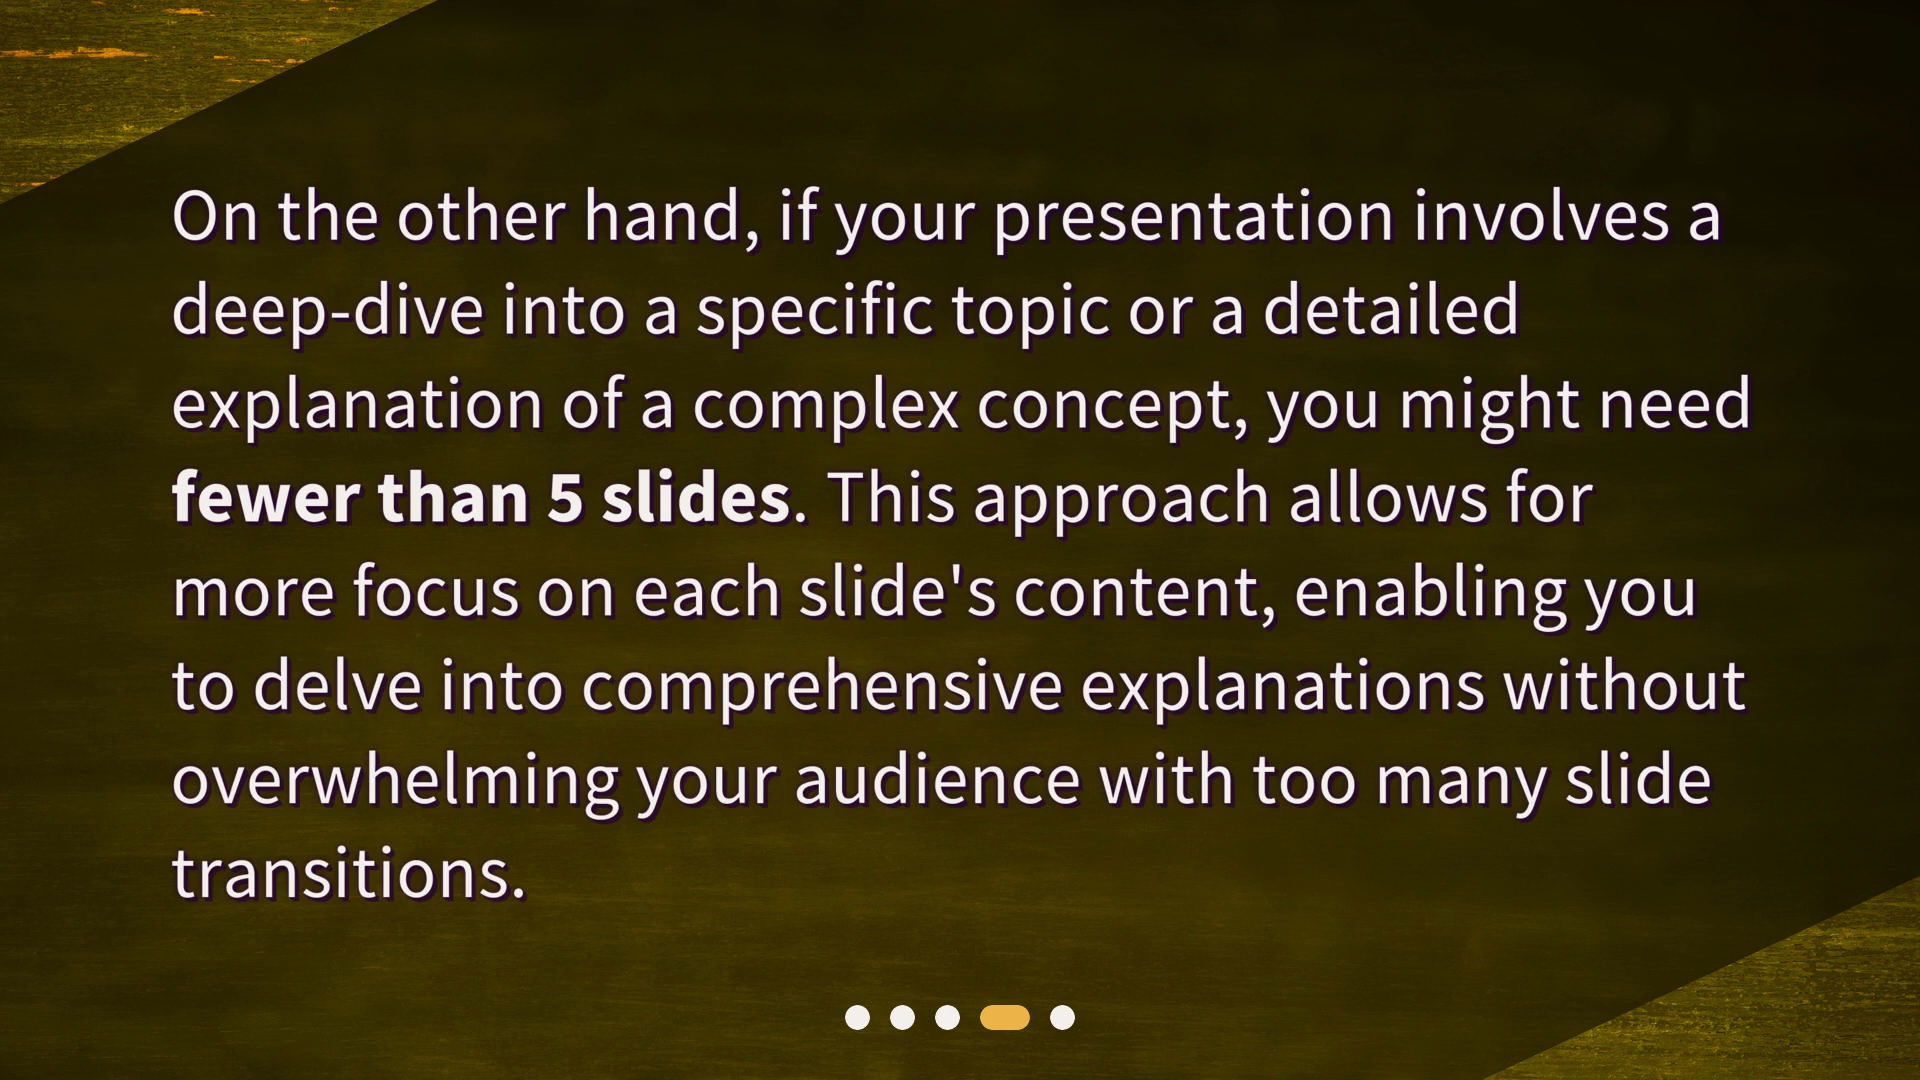 On the other hand, if your presentation involves a
deep-dive into a specific topic or a detailed
explanation of a complex concept, you might need
fewer than 5 slides. This approach allows for
more focus on each slide's content, enabling you
to delve into comprehensive explanations without
overwhelming your audience with too many slide
transitions.